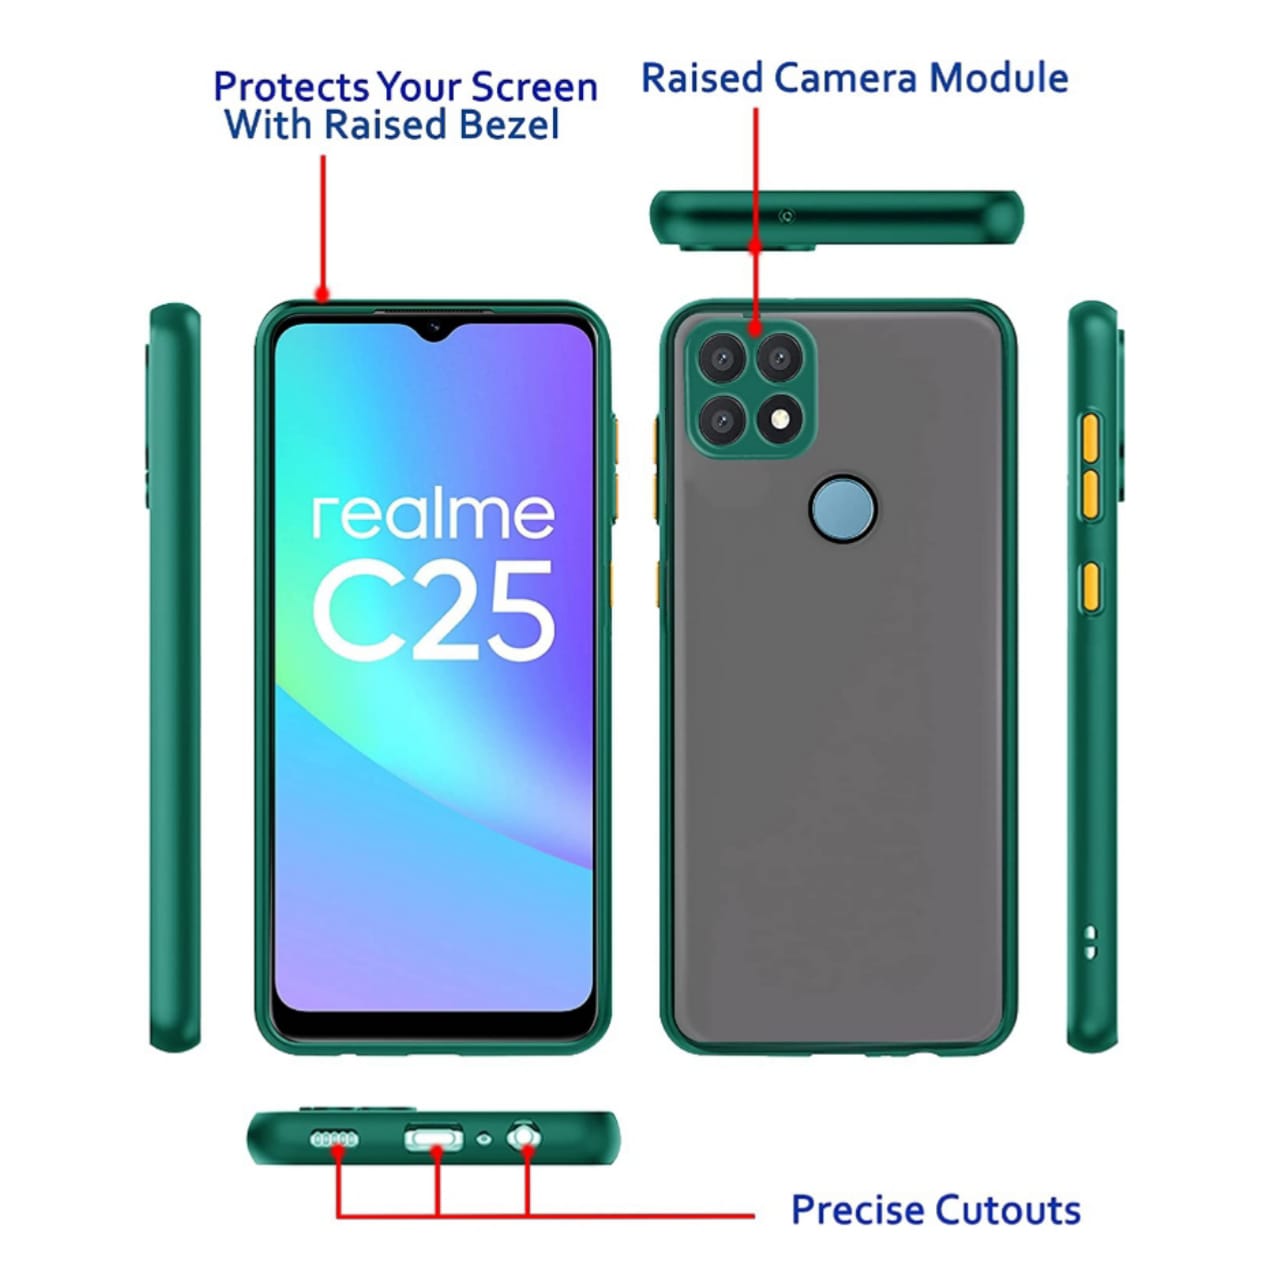 Protects Your Screen
With Raised Bezel
Raised Camera Module
realme
C25
Precise Cutouts